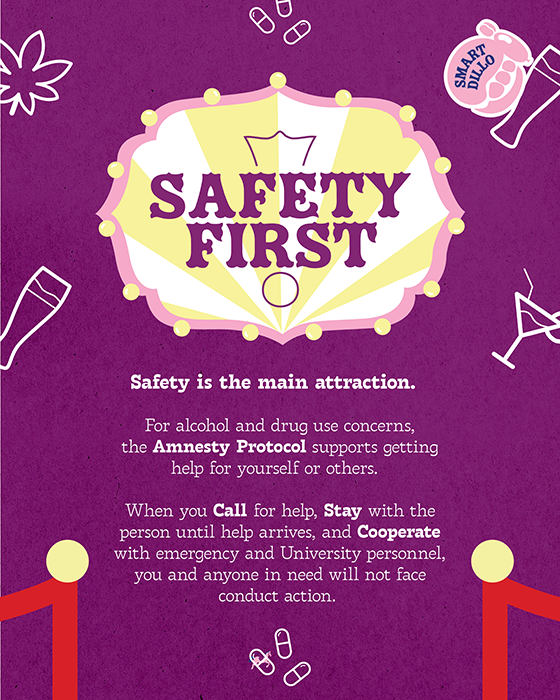 SMART
DILLO
SAFETY
FIRST
Safety is the main attraction.
For alcohol and drug use concerns,
the Amnesty Protocol supports getting
help for yourself or others.
When you Call for help, Stay with the
person until help arrives, and Cooperate
with emergency and University personnel,
you and anyone in need will not face
conduct action.